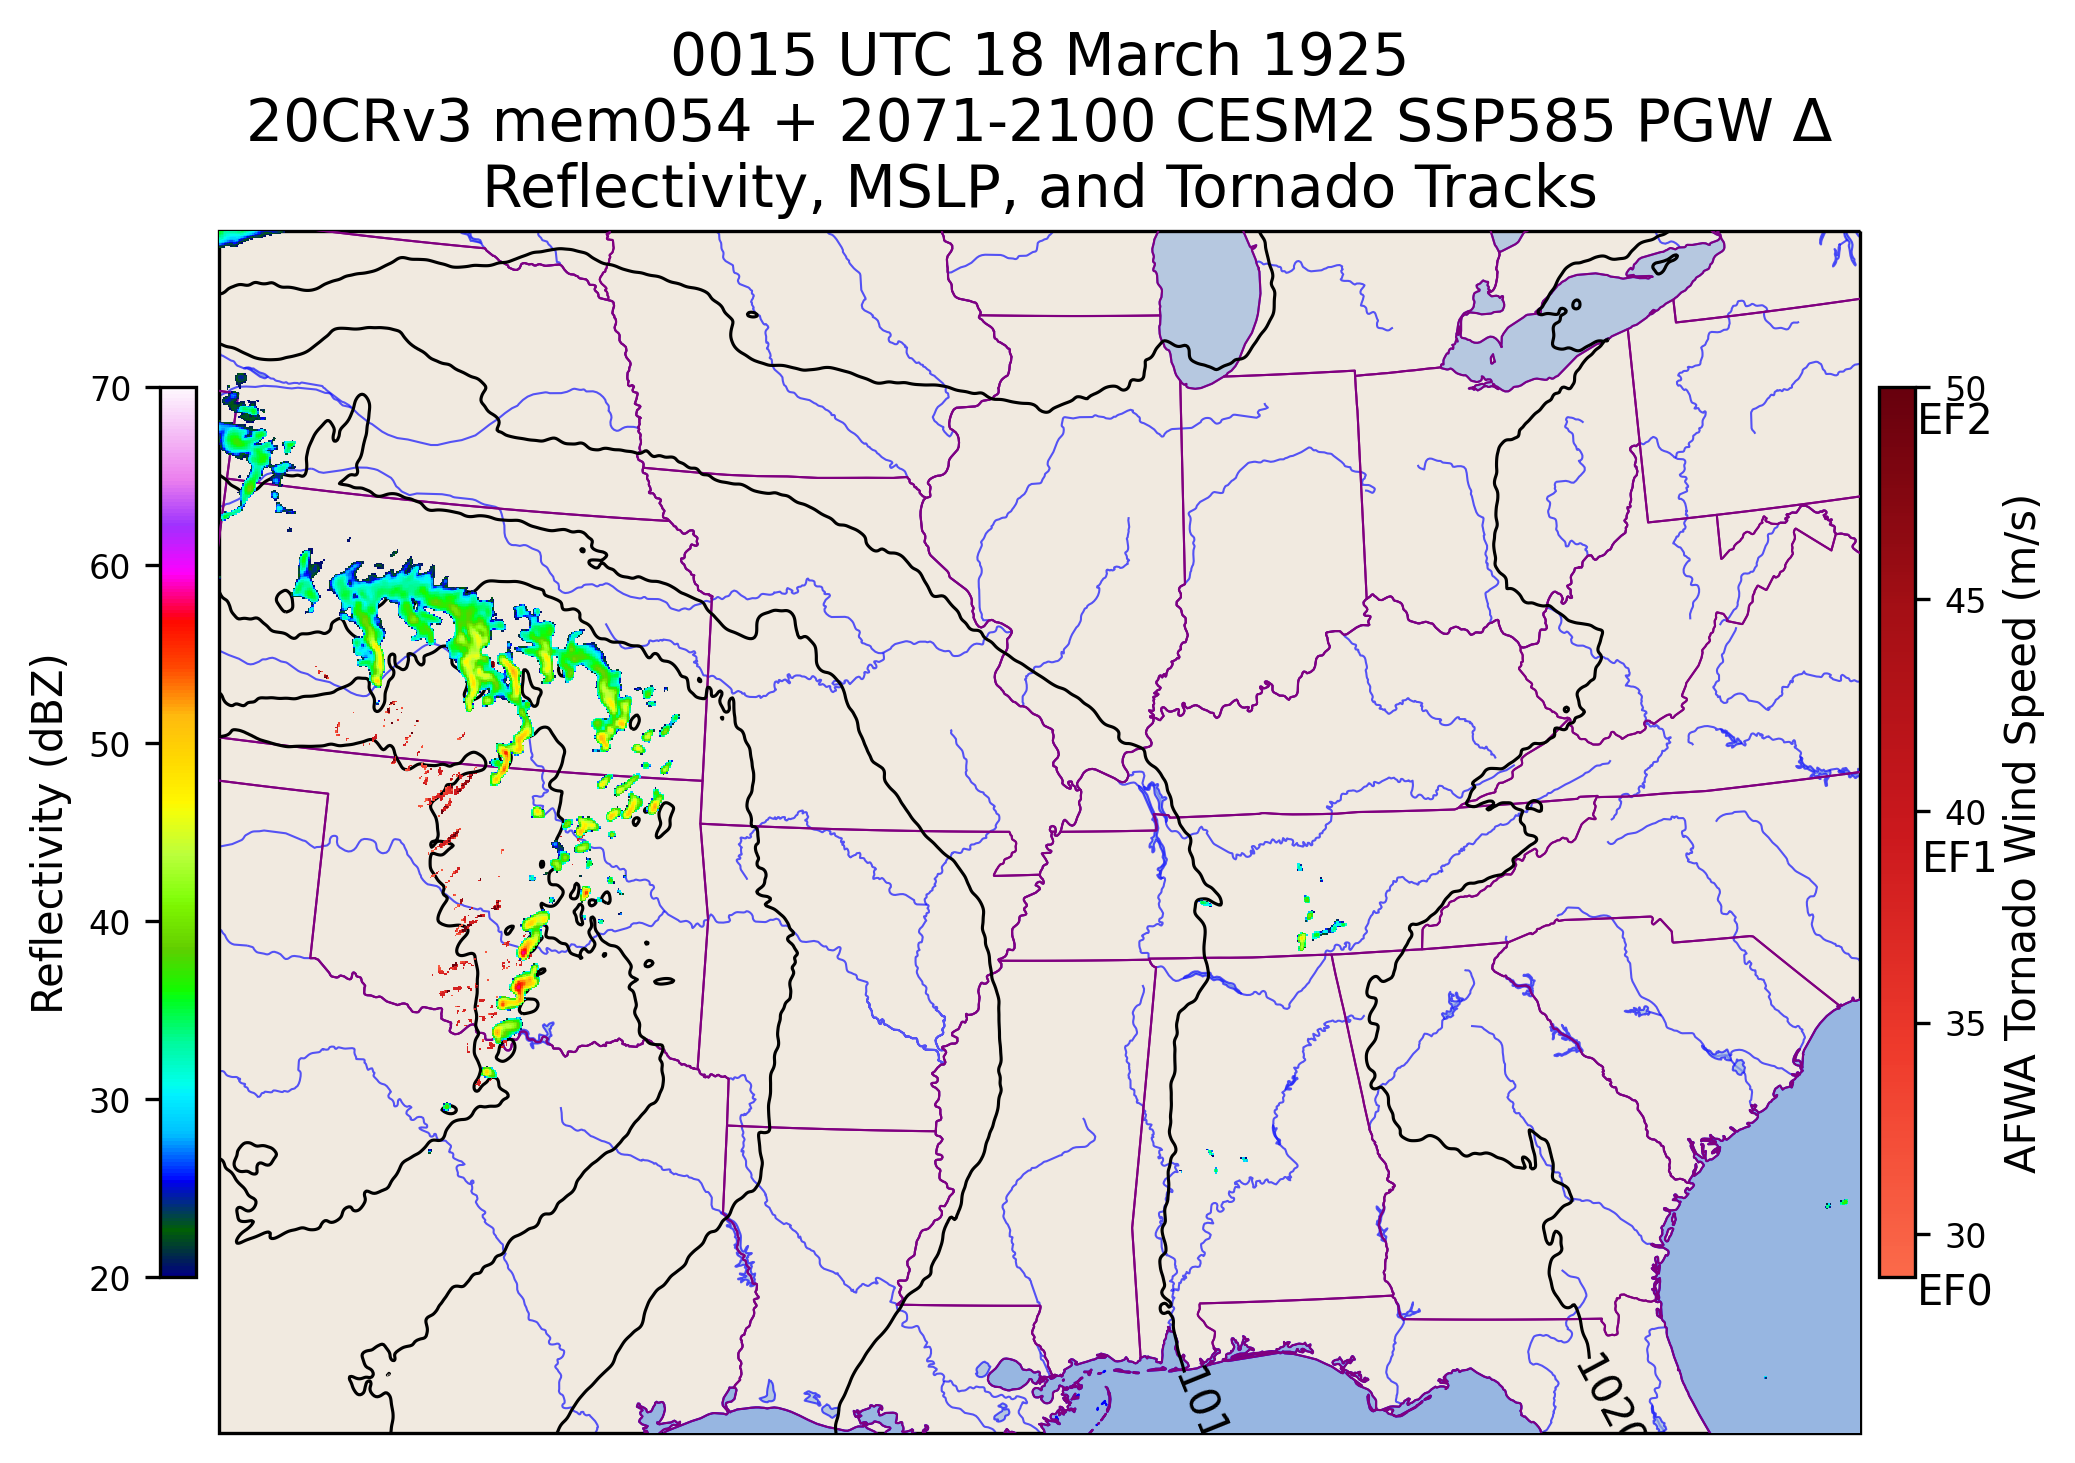 0015 UTC 18 March 1925
20CRv3 mem054 + 2071-2100 CESM2 SSP585 PGW Δ
Reflectivity, MSLP, and Tornado Tracks
70
60
50
40
30
20
Reflectivity (dBZ)
101
1020
50
EF2
45
40
EF1
35
30
EF0
AFWA Tornado Wind Speed (m/s)